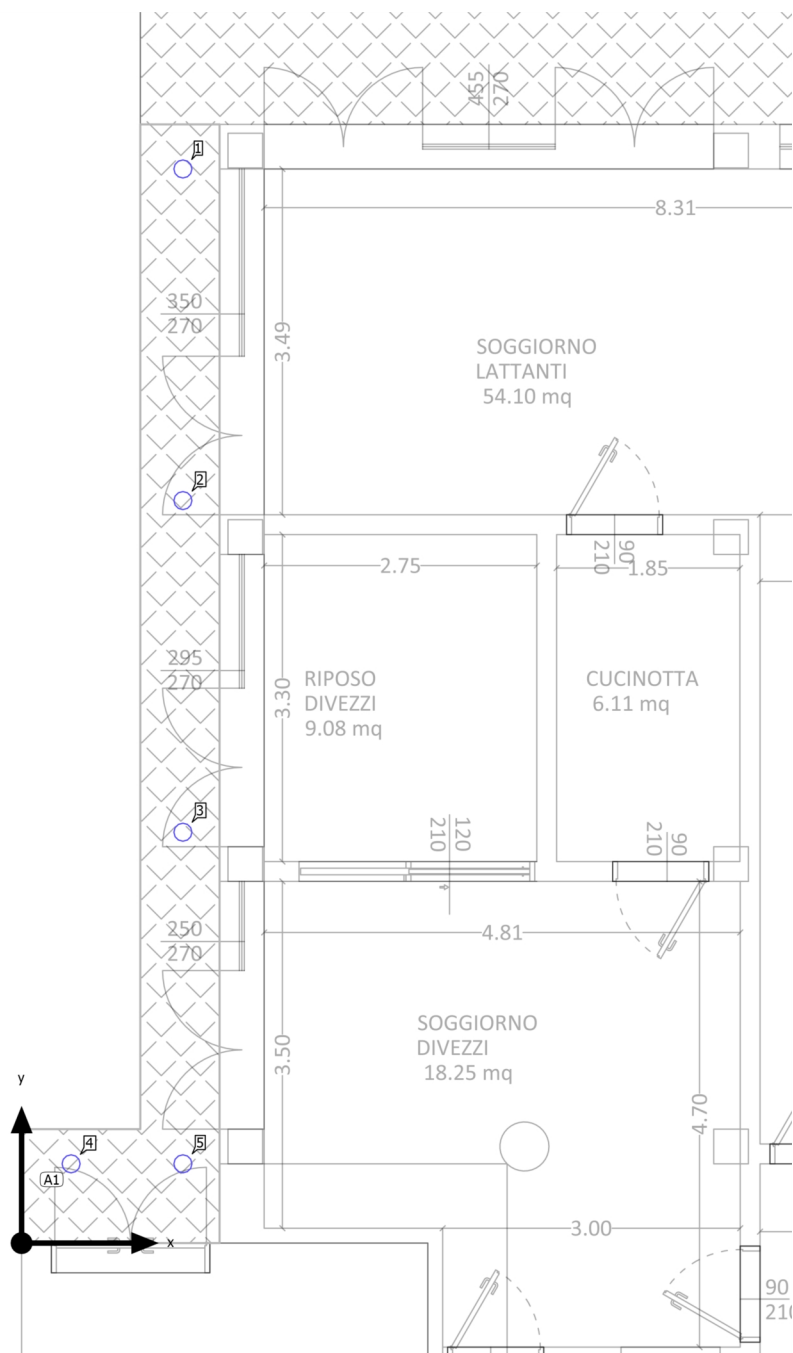 455
270
1
8.31
350
270
3.49
SOGGIORNO
LATTANTI
54.10 mq
2
90
210
2.75
1.85
295
270
3.30
RIPOSO
DIVEZZI
9.08 mq
CUCINOTTA
6.11 mq
3
120
210
90
210
250
270
4.81
3.50
SOGGIORNO
DIVEZZI
18.25 mq
4.70
y
4
5
A1
x
3.00
90
210